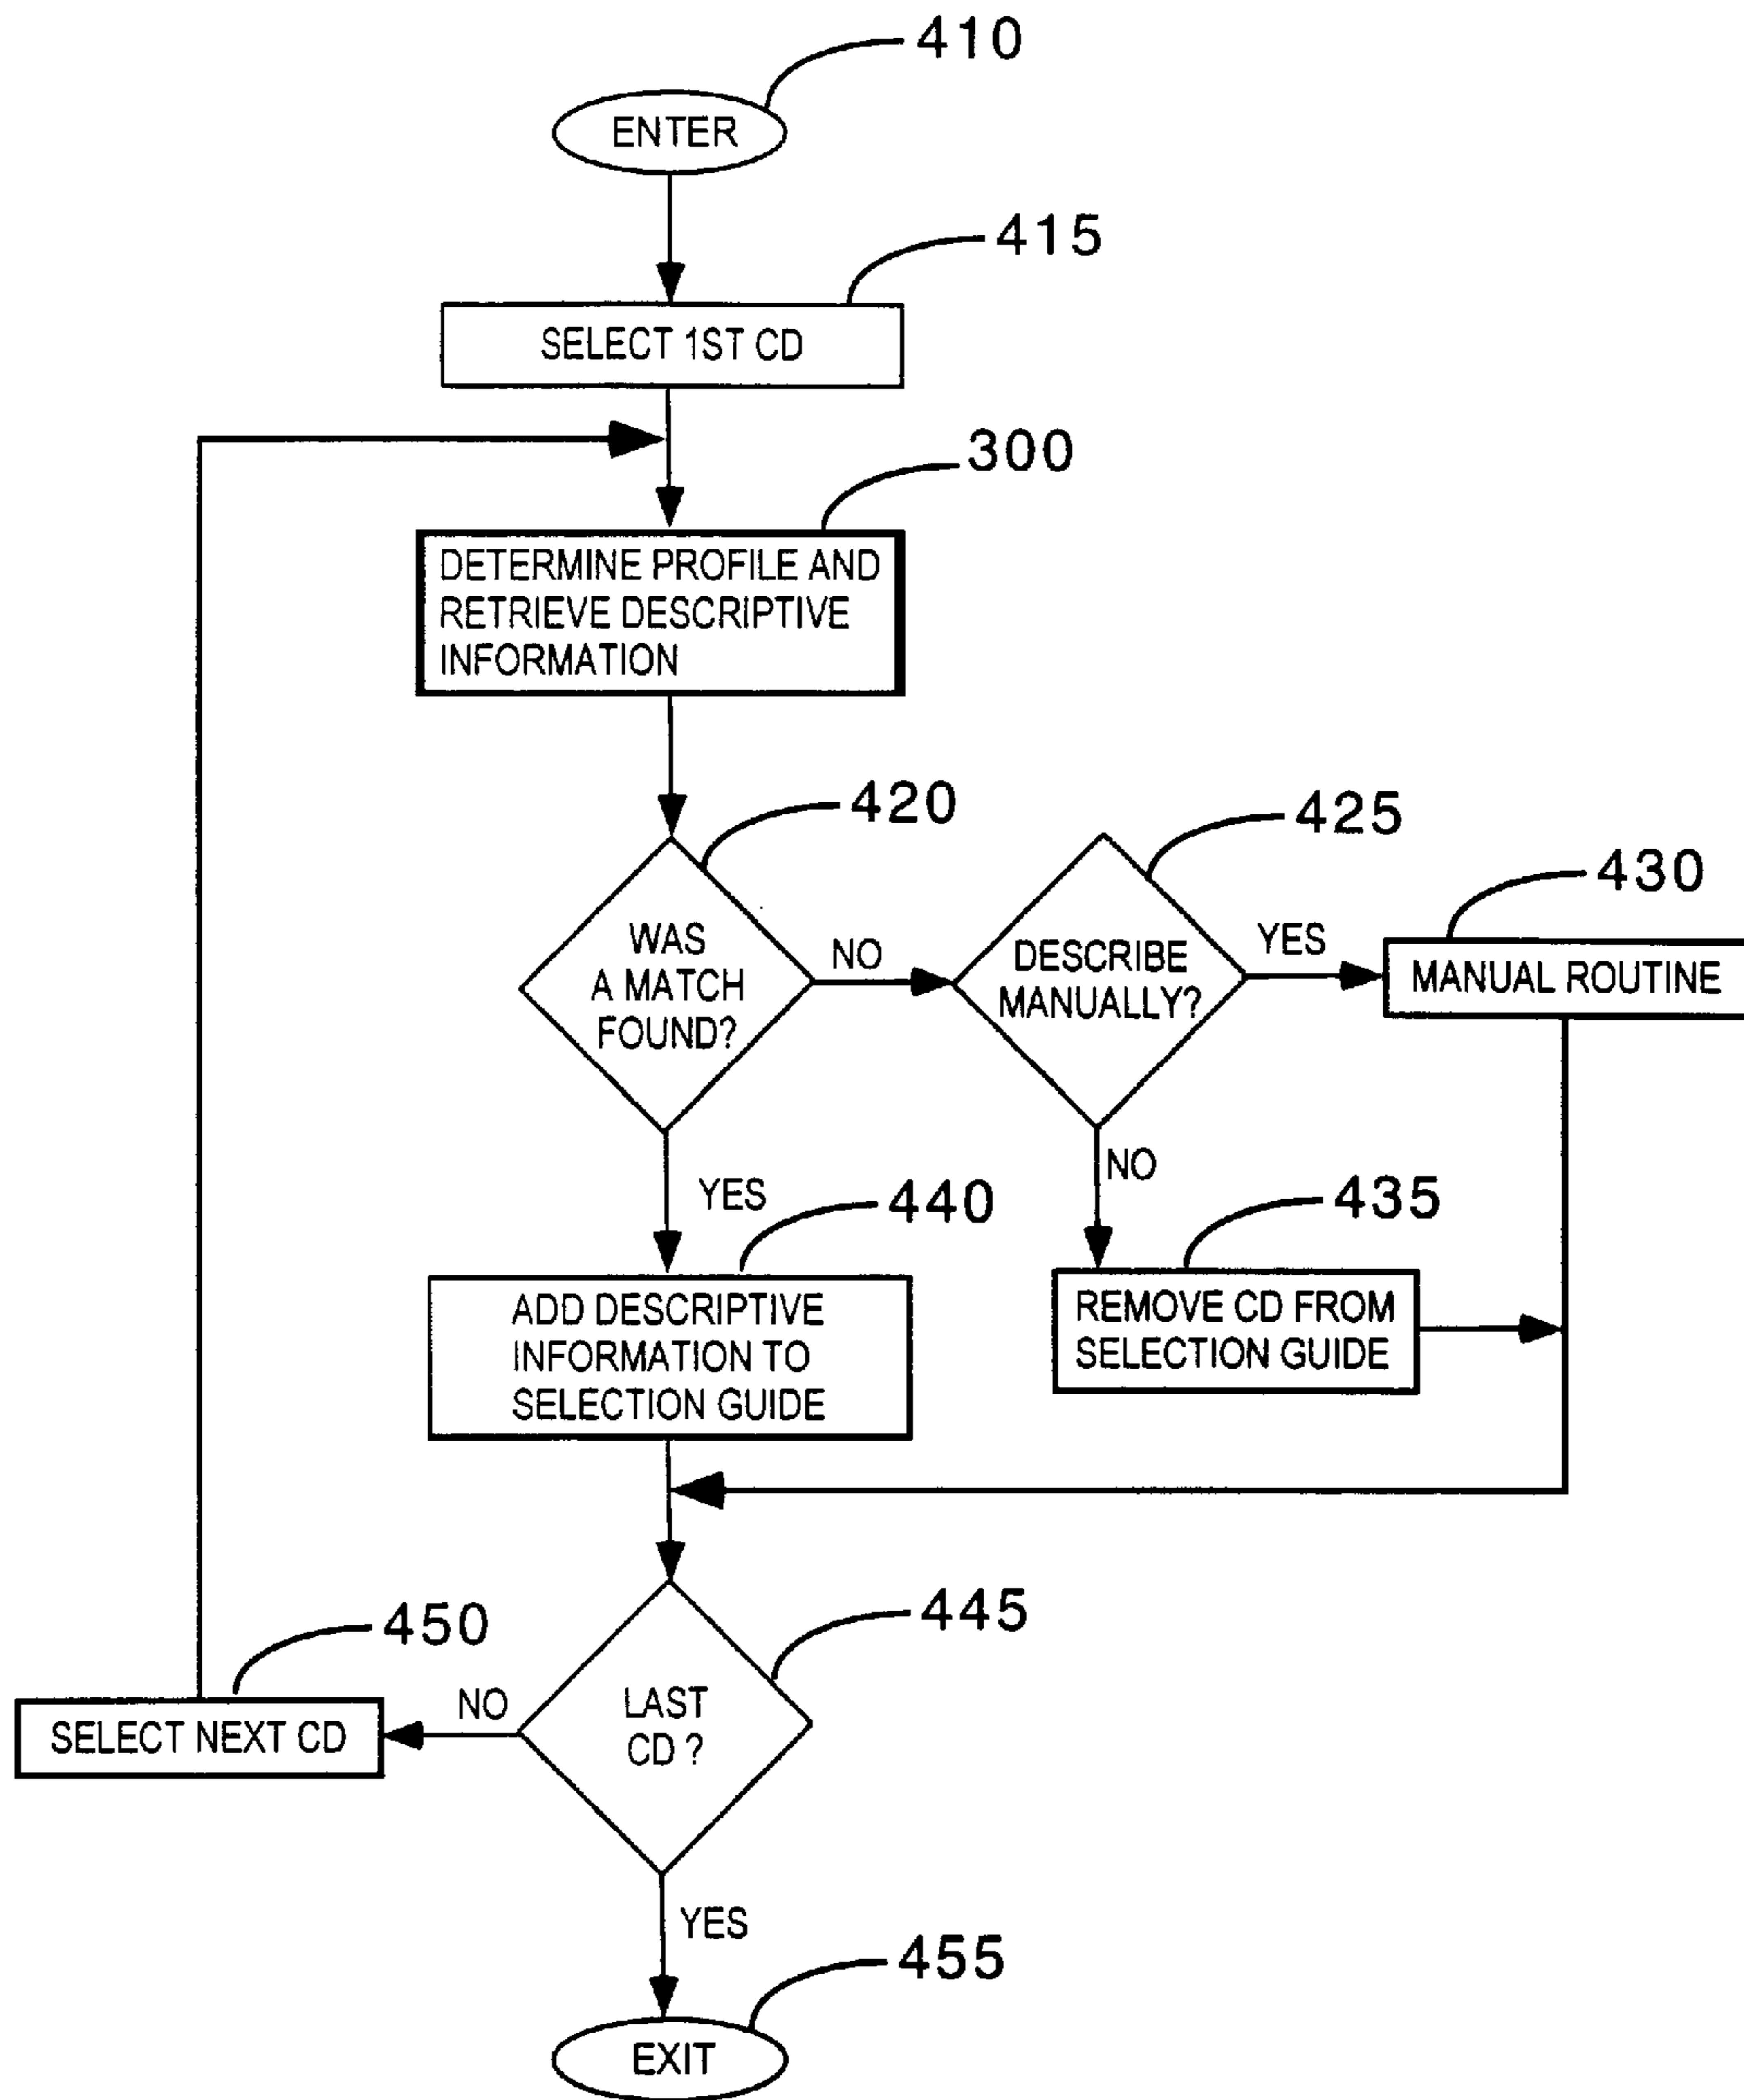 410
ENTER
415
SELECT 1ST CD
300
DETERMINE PROFILE AND
RETRIEVE DESCRIPTIVE
INFORMATION
420
WAS
A MATCH
FOUND?
NO
425
DESCRIBE
MANUALLY?
YES
430
MANUAL ROUTINE
NO
435
REMOVE CD FROM
SELECTION GUIDE
YES
440
ADD DESCRIPTIVE
INFORMATION TO
SELECTION GUIDE
445
LAST
CD ?
NO
450
SELECT NEXT CD
YES
455
EXIT